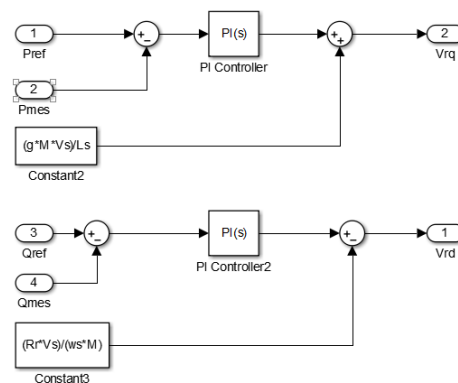 1
Pref
+
−
PI(s)
PI Controller
+
+
2
Vrq
2
Pmes
(g*M*Vs)/Ls
Constant2
3
Qref
+
−
PI(s)
PI Controller2
+
−
1
Vrd
4
Qmes
(Rr*Vs)/(ws*M)
Constant3